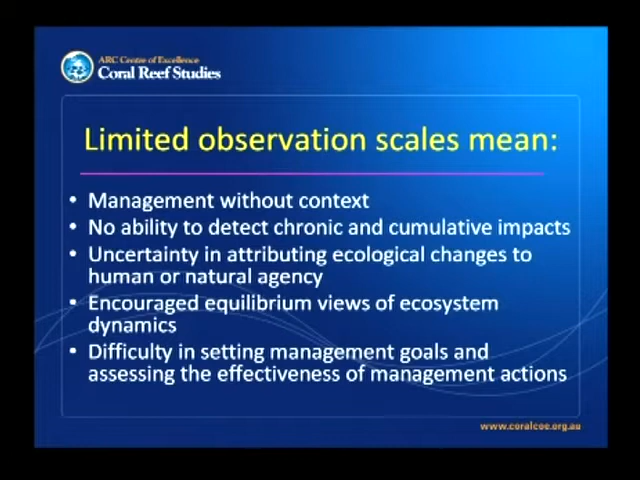 ARC Centre of Excellence
Coral Reef Studies
Limited observation scales mean:
• Management without context
• No ability to detect chronic and cumulative impacts
• Uncertainty in attributing ecological changes to
human or natural agency
• Encouraged equilibrium views of ecosystem
dynamics
• Difficulty in setting management goals and
assessing the effectiveness of management actions
www.coralcoe.org.au